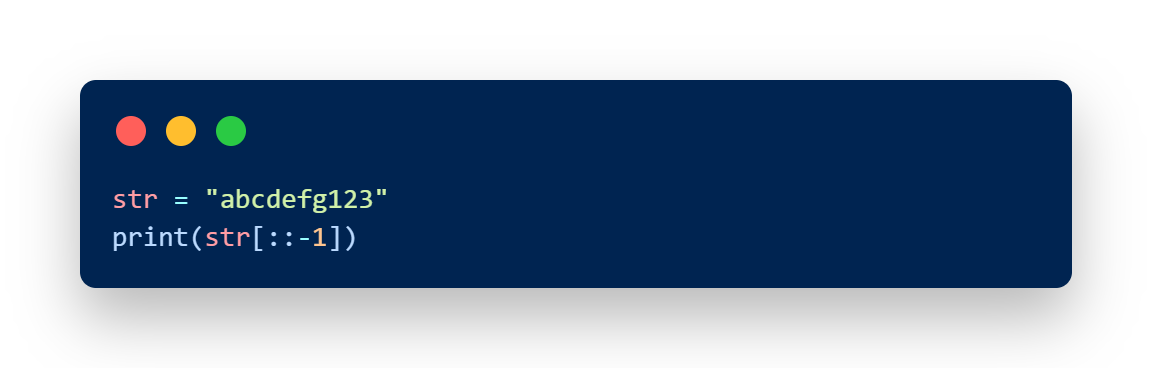 str = "abcdefg123"
print(str[::-1])